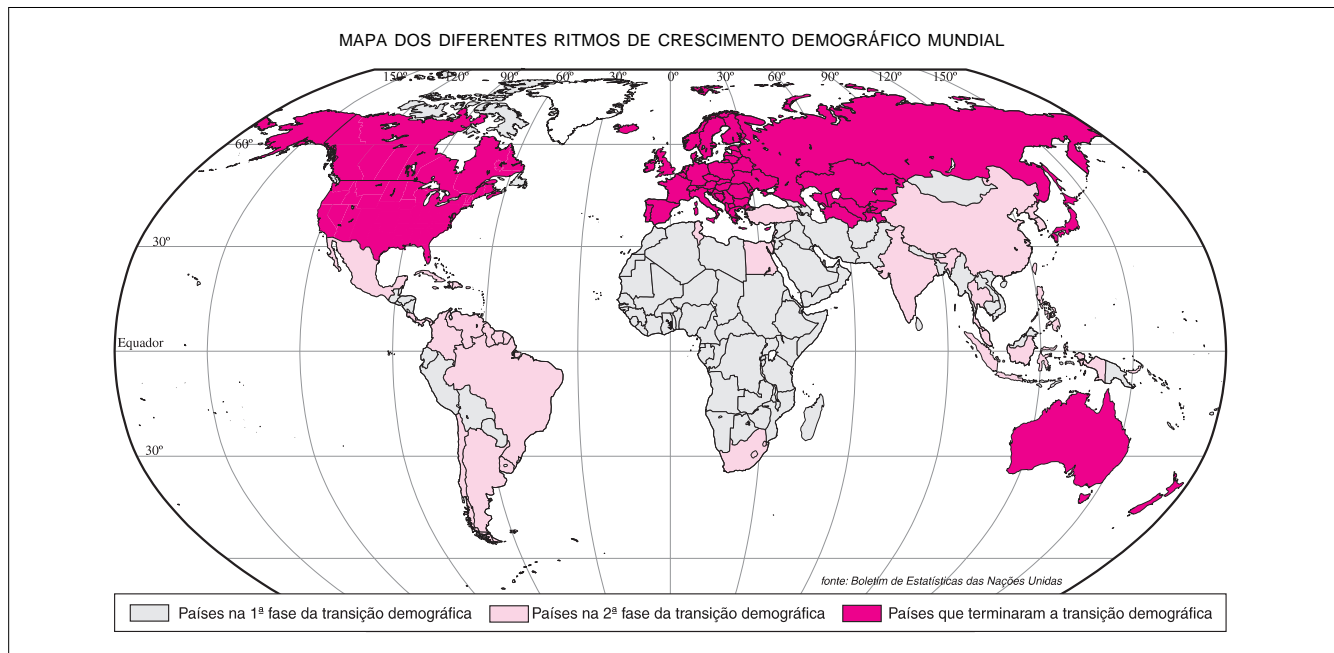 MAPA DOS DIFERENTES RITMOS DE CRESCIMENTO DEMOGRÁFICO MUNDIAL
150º 120º 90º 60º 30º 0º 30º 60º 90º 120º 150º
60º
30º
Equador
30º
fonte: Boletim de Estatísticas das Nações Unidas
Países na 1ª fase da transição demográfica Países na 2ª fase da transição demográfica Países que terminaram a transição demográfica